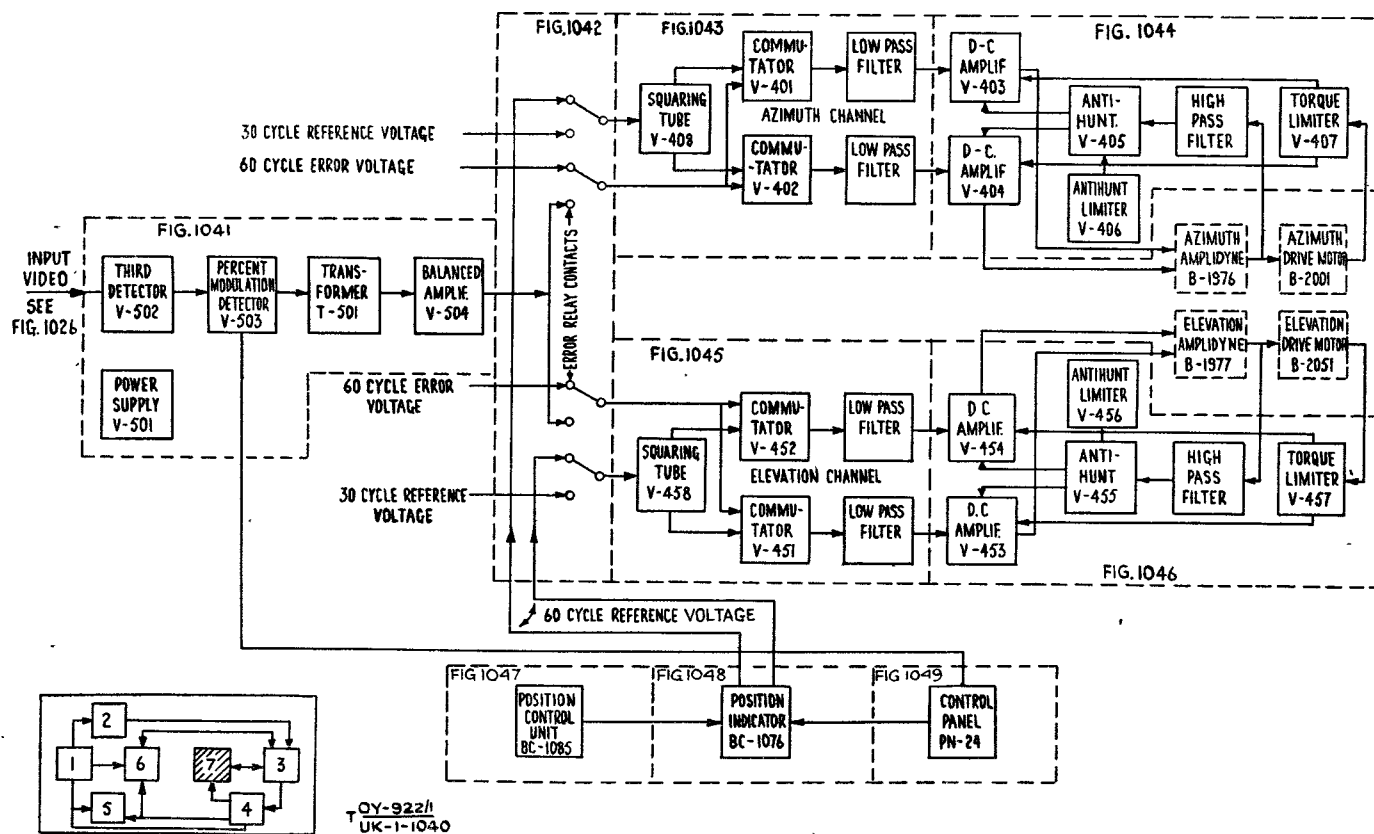 FIG.1042
FIG.1043
FIG. 1044
30 CYCLE REFERENCE VOLTAGE
60 CYCLE ERROR VOLTAGE
SQUARING
TUBE
V-408
COMMU-
TATOR
V-401
LOW PASS
FILTER
AZIMUTH CHANNEL
COMMU-
-TATOR
V-402
LOW PASS
FILTER
D-C
AMPLIF
V-403
D-C.
AMPLIF
V-404
ANTI-
HUNT.
V-405
HIGH
PASS
FILTER
TORQUE
LIMITER
V-407
ANTIHUNT
LIMITER
V-406
AZIMUTH
AMPLIDYNE
B-1976
AZIMUTH
DRIVE MOTOR
B-2001
FIG.1041
INPUT
VIDEO
SEE
FIG. 1026
THIRD
DETECTOR
V-502
PERCENT
MODULATION
DETECTOR
V-503
TRANS-
FORMER
T-501
BALANCED
AMPLIF.
V-504
POWER
SUPPLY
V-501
ERROR RELAY CONTACTS
60 CYCLE ERROR
VOLTAGE
30 CYCLE REFERENCE
VOLTAGE
FIG.1045
SQUARING
TUBE
V-458
COMMU-
TATOR
V-452
LOW PASS
FILTER
ELEVATION CHANNEL
COMMU-
TATOR
V-451
LOW PASS
FILTER
ELEVATION
AMPLIDYNE
B-1977
ELEVATION
DRIVE MOTOR
B-2051
ANTIHUNT
LIMITER
V-456
D C
AMPLIF.
V-454
ANTI-
HUNT
V-455
HIGH
PASS
FILTER
TORQUE
LIMITER
V-457
D.C
AMPLIF.
V-453
FIG.1046
60 CYCLE REFERENCE VOLTAGE
FIG 1047
POSITION
CONTROL
UNIT
BC-1085
FIG 1048
POSITION
INDICATOR
BC-1076
FIG 1049
CONTROL
PANEL
PN-24
2
1
6
7
3
5
4
T OY-922/1
UK-1-1040